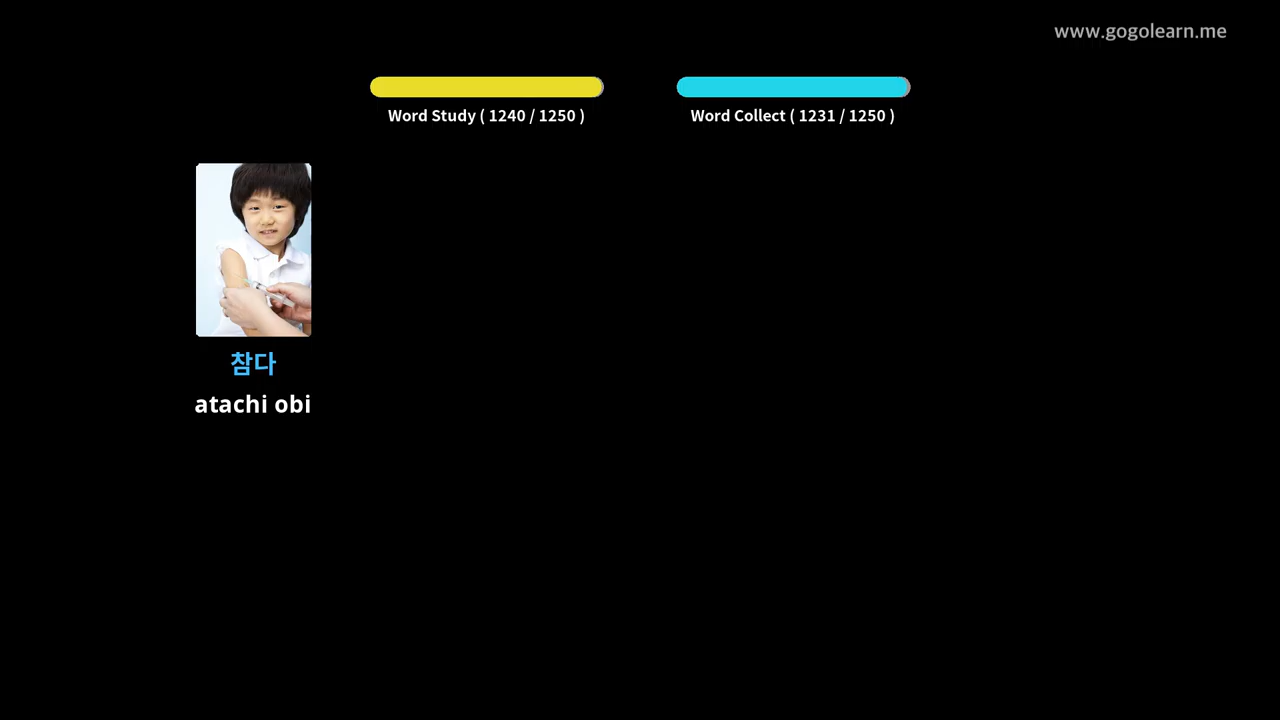 www.gogolearn.me
Word Study ( 1240 / 1250 )
Word Collect ( 1231 / 1250 )
참다
atachi obi